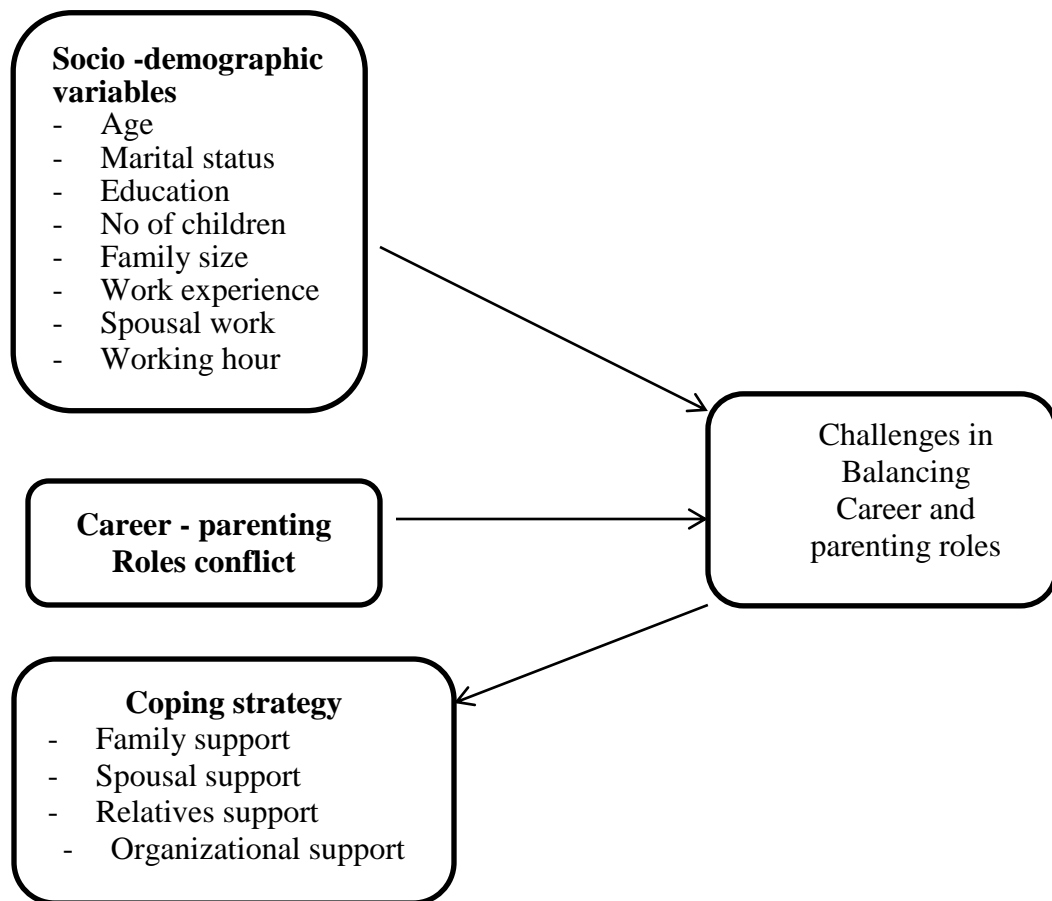 Socio -demographic
variables
- Age
- Marital status
- Education
- No of children
- Family size
- Work experience
- Spousal work
- Working hour
Career - parenting
Roles conflict
Challenges in
Balancing
Career and
parenting roles
Coping strategy
- Family support
- Spousal support
- Relatives support
- Organizational support